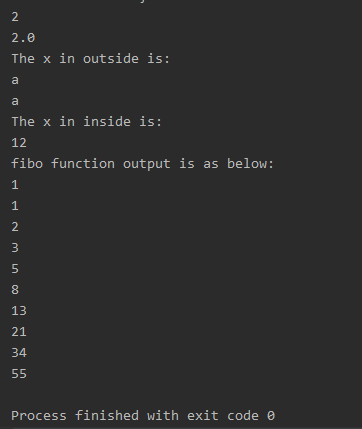 2
2.0
The x in outside is:
a
a
The x in inside is:
12
fibo function output is as below:
1
1
2
3
5
8
13
21
34
55
Process finished with exit code 0